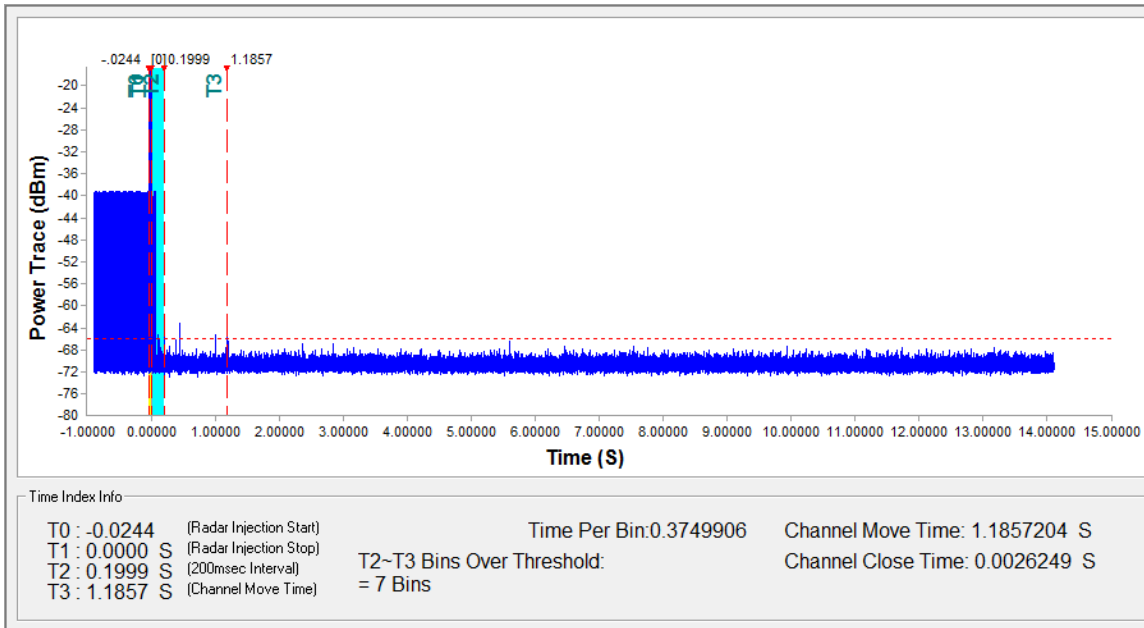 -.0244 [0]0.1999 1.1857
T2 T3
-20
-24
-28
-32
-36
-40
-44
-48
-52
-56
-60
-64
-68
-72
-76
-80
Power Trace (dBm)
-1.00000 0.00000 1.00000 2.00000 3.00000 4.00000 5.00000 6.00000 7.00000 8.00000 9.00000 10.00000 11.00000 12.00000 13.00000 14.00000 15.00000
Time (S)
Time Index Info
T0 : -0.0244 (Radar Injection Start)
T1 : 0.0000 S (Radar Injection Stop)
T2 : 0.1999 S (200msec Interval)
T3 : 1.1857 S (Channel Move Time)
Time Per Bin:0.3749906
T2~T3 Bins Over Threshold:
= 7 Bins
Channel Move Time: 1.1857204 S
Channel Close Time: 0.0026249 S